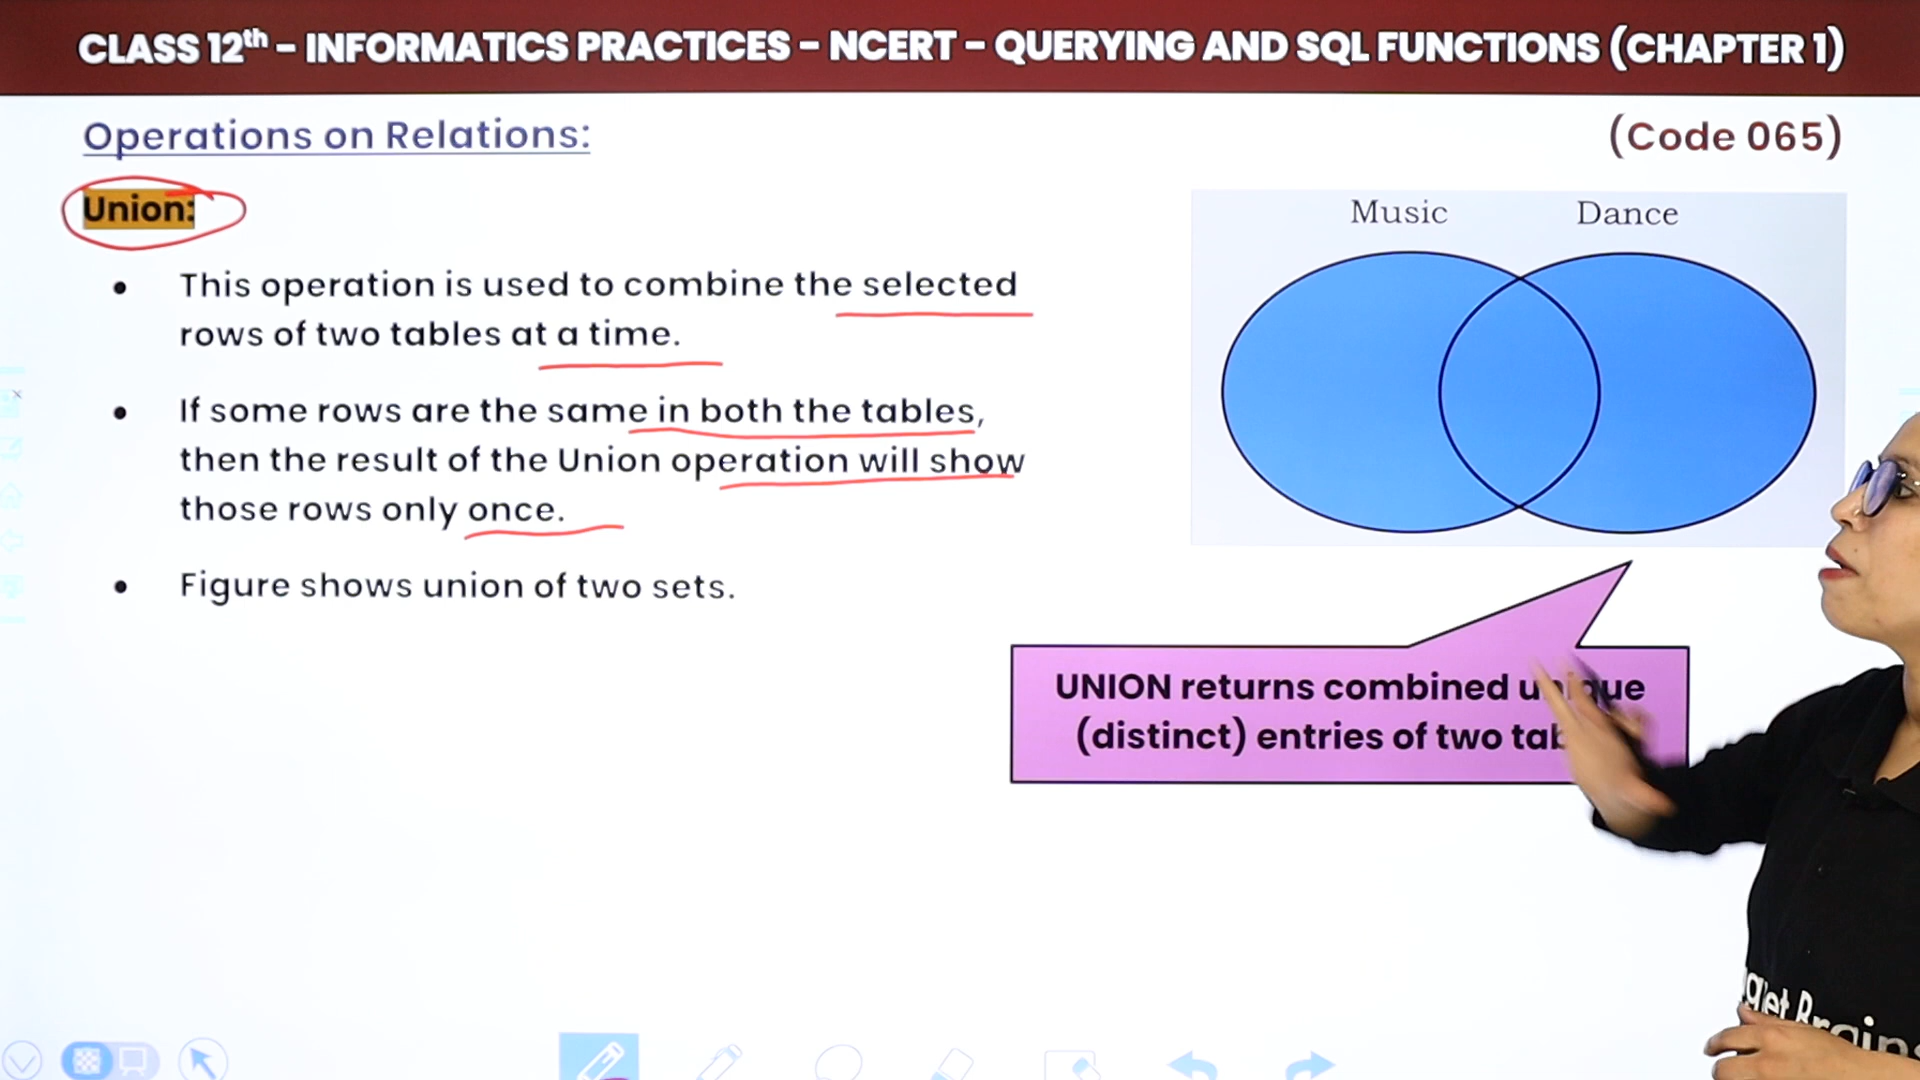 CLASS 12th – INFORMATICS PRACTICES – NCERT – QUERYING AND SQL FUNCTIONS (CHAPTER 1)
Operations on Relations:
(Code 065)
Union:
Music Dance
• This operation is used to combine the selected
rows of two tables at a time.
• If some rows are the same in both the tables,
then the result of the Union operation will show
those rows only once.
• Figure shows union of two sets.
UNION returns combined unique
(distinct) entries of two